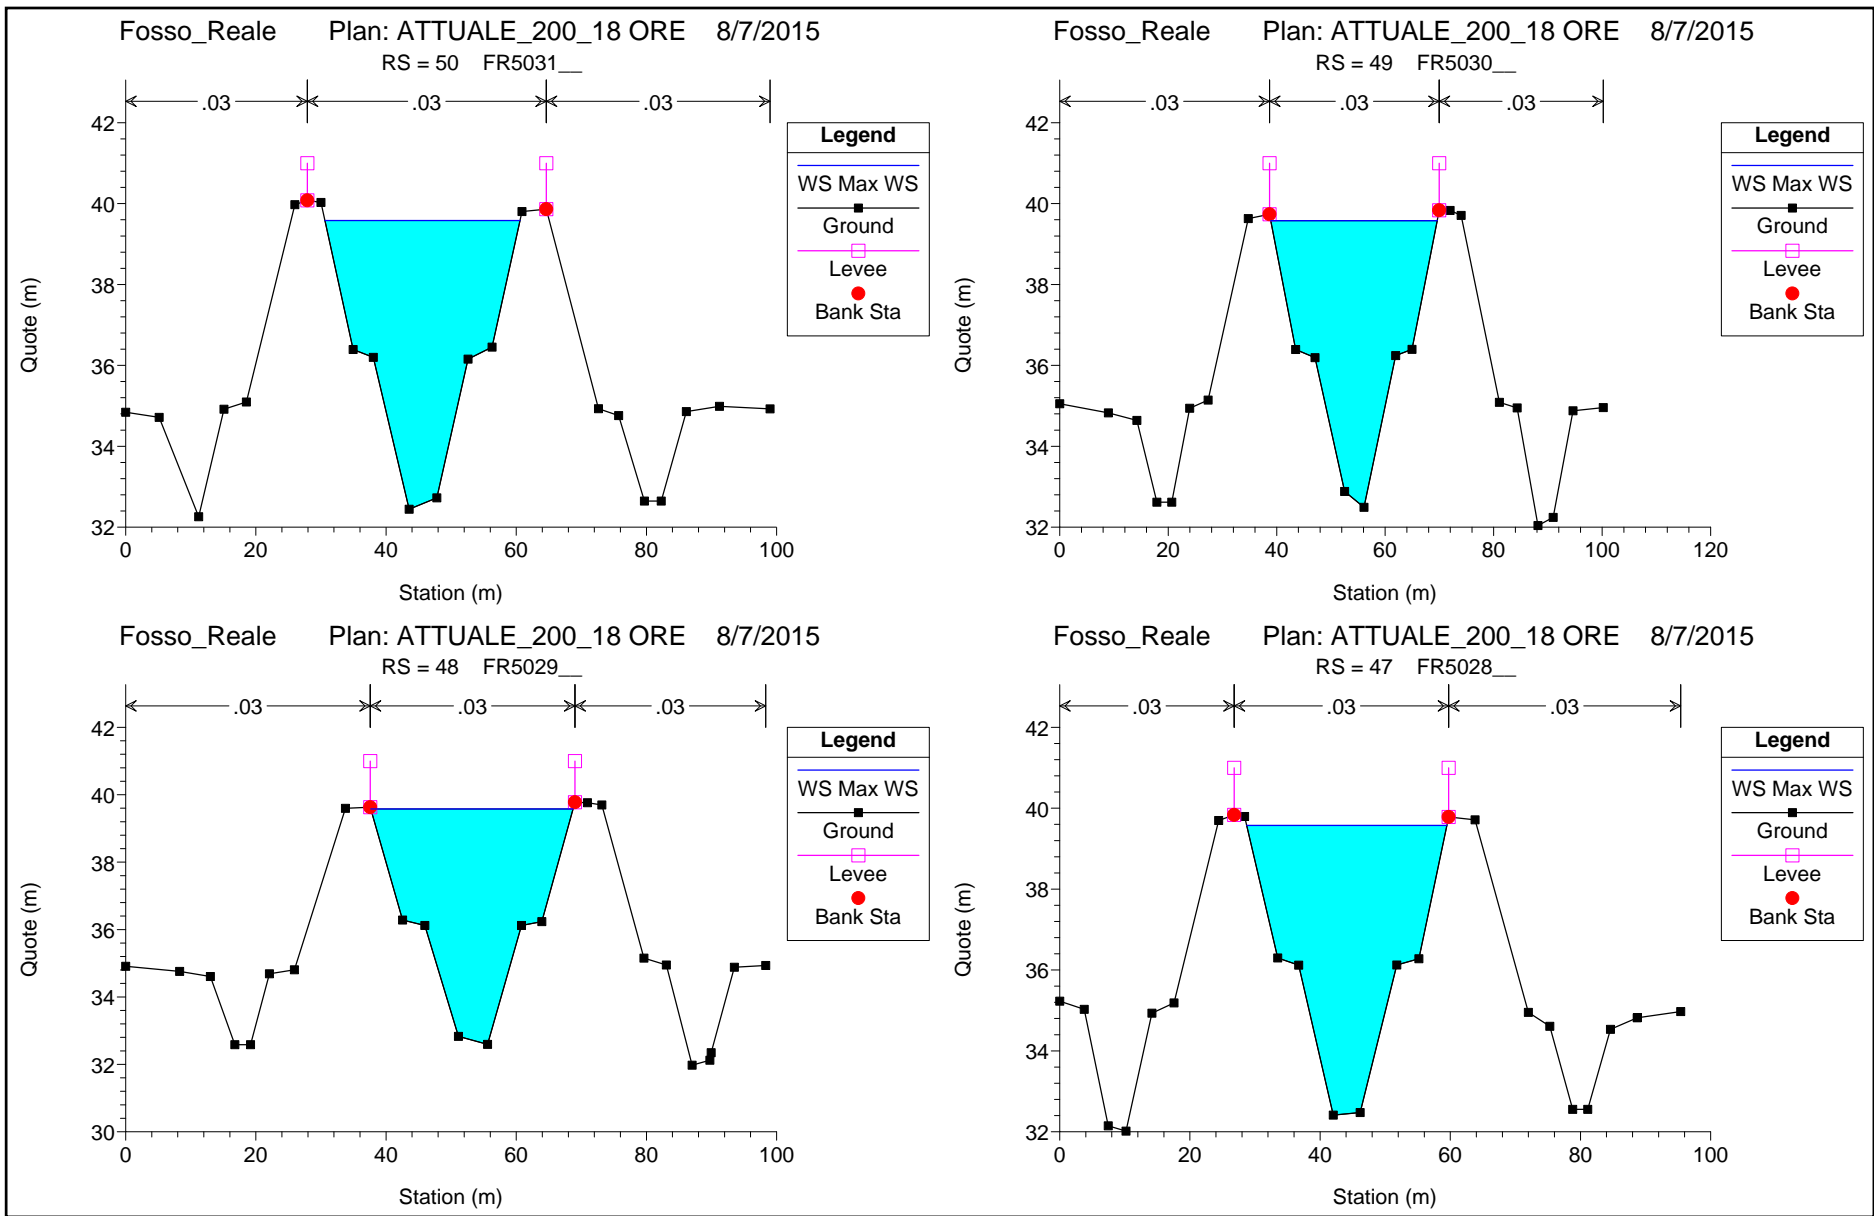 Fosso_Reale Plan: ATTUALE_200_18 ORE 8/7/2015
RS = 50 FR5031__
.03 .03 .03
42
40
38
36
34
32
0 20 40 60 80 100
Quote (m)
Station (m)
Legend
WS Max WS
Ground
Levee
Bank Sta
Fosso_Reale Plan: ATTUALE_200_18 ORE 8/7/2015
RS = 49 FR5030__
.03 .03 .03
42
40
38
36
34
32
0 20 40 60 80 100 120
Quote (m)
Station (m)
Legend
WS Max WS
Ground
Levee
Bank Sta
Fosso_Reale Plan: ATTUALE_200_18 ORE 8/7/2015
RS = 48 FR5029__
.03 .03 .03
42
40
38
36
34
32
30
0 20 40 60 80 100
Quote (m)
Station (m)
Legend
WS Max WS
Ground
Levee
Bank Sta
Fosso_Reale Plan: ATTUALE_200_18 ORE 8/7/2015
RS = 47 FR5028__
.03 .03 .03
42
40
38
36
34
32
0 20 40 60 80 100
Quote (m)
Station (m)
Legend
WS Max WS
Ground
Levee
Bank Sta